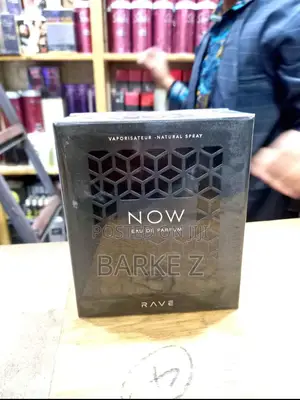 VAPORISATEUR · NATURAL SPRAY
NOW
EAU DE PARFUM
BARKE Z
RAVE